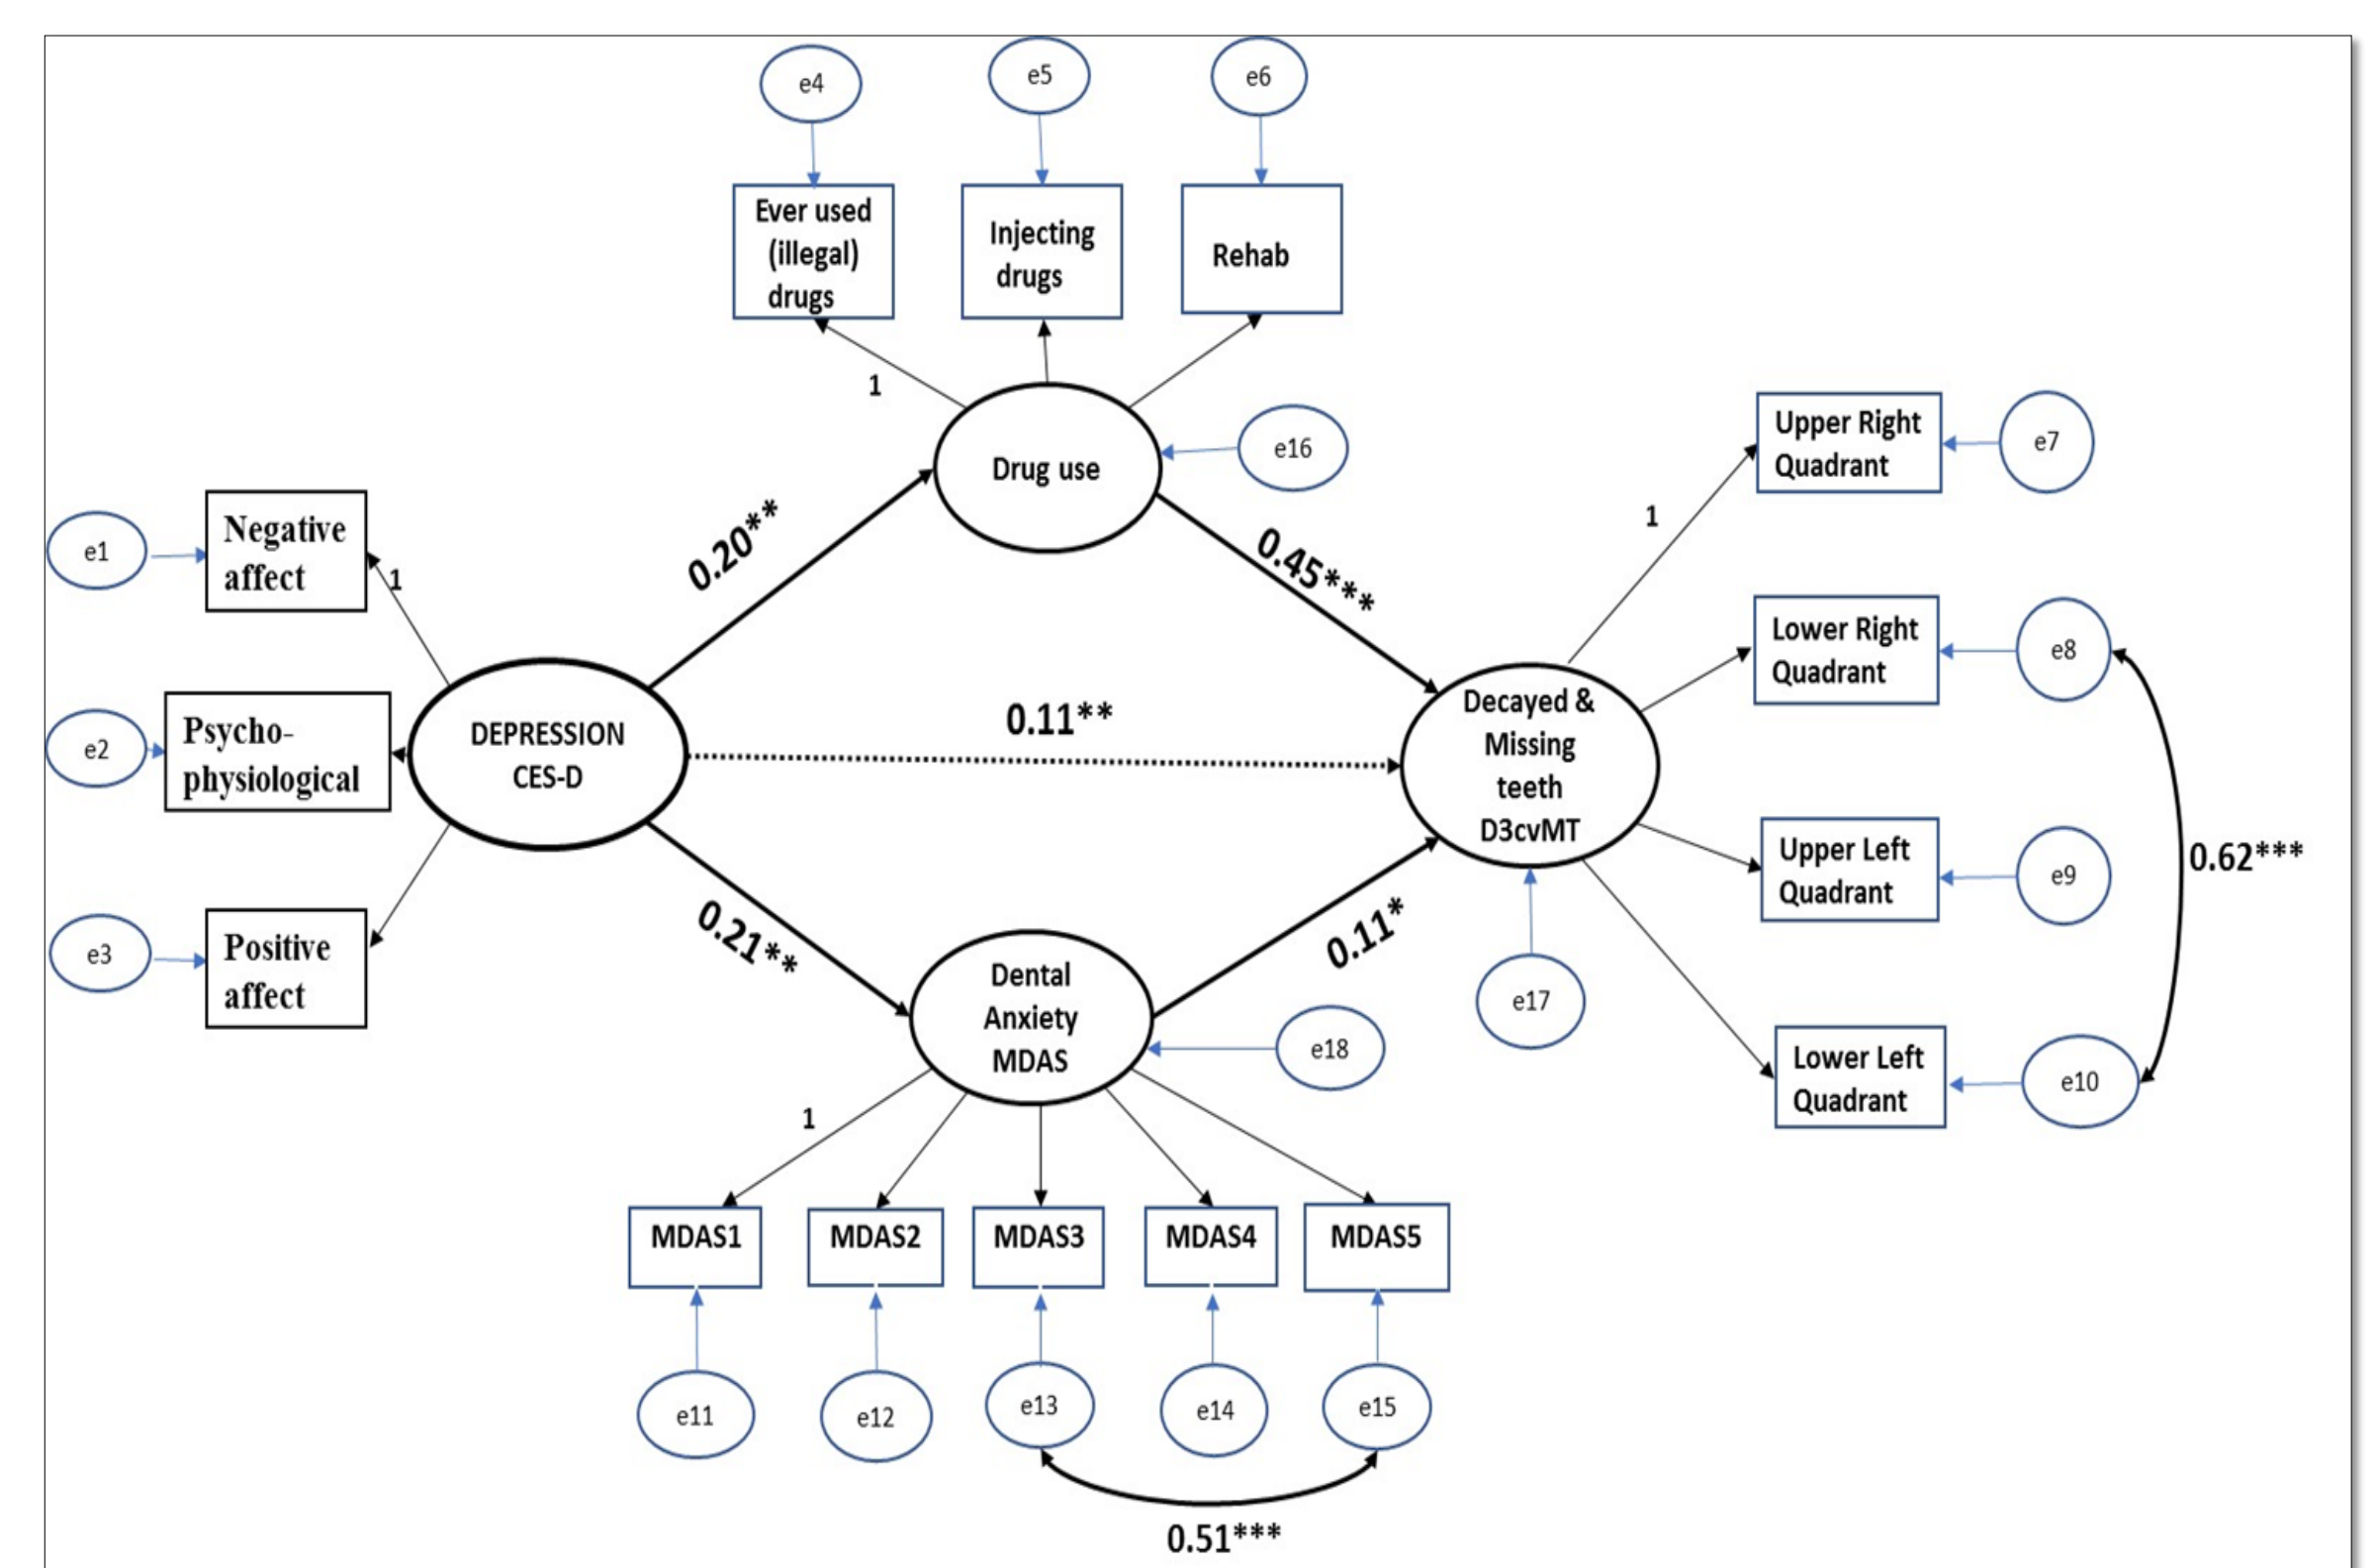 e4
e5
e6
Ever used
(illegal)
drugs
Injecting
drugs
Rehab
1
Drug use
e16
Upper Right
Quadrant
e7
1
Negative
affect
e1
1
0.20**
0.45***
Lower Right
Quadrant
e8
Psycho-
physiological
e2
DEPRESSION
CES-D
0.11**
Decayed &
Missing
teeth
D3cvMT
Upper Left
Quadrant
e9
0.62***
Positive
affect
e3
0.21**
0.11*
Dental
Anxiety
MDAS
e18
e17
Lower Left
Quadrant
e10
1
MDAS1
MDAS2
MDAS3
MDAS4
MDAS5
e11
e12
e13
e14
e15
0.51***